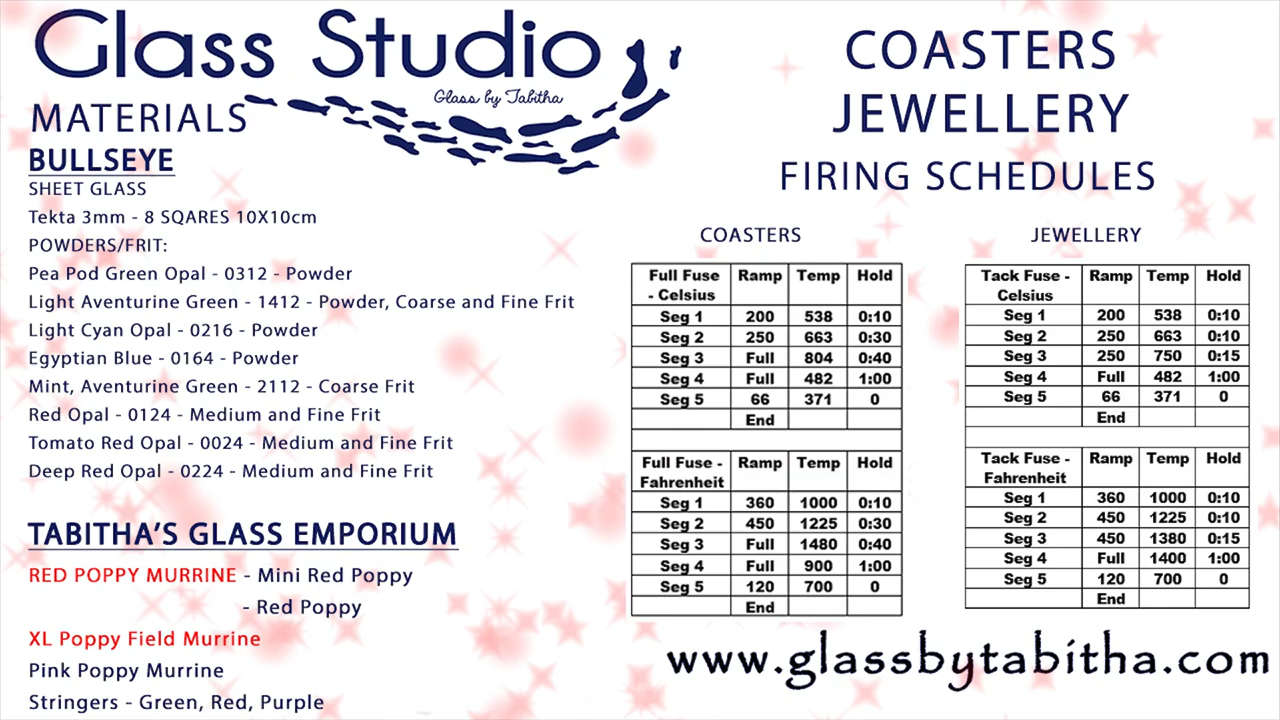 Glass Studio
Glass by Tabitha
MATERIALS
BULLSEYE
SHEET GLASS
Tekta 3mm - 8 SQARES 10X10cm
POWDERS/FRIT:
Pea Pod Green Opal - 0312 - Powder
Light Aventurine Green - 1412 - Powder, Coarse and Fine Frit
Light Cyan Opal - 0216 - Powder
Egyptian Blue - 0164 - Powder
Mint, Aventurine Green - 2112 - Coarse Frit
Red Opal - 0124 - Medium and Fine Frit
Tomato Red Opal - 0024 - Medium and Fine Frit
Deep Red Opal - 0224 - Medium and Fine Frit
TABITHA'S GLASS EMPORIUM
RED POPPY MURRINE - Mini Red Poppy
- Red Poppy
XL Poppy Field Murrine
Pink Poppy Murrine
Stringers - Green, Red, Purple
COASTERS
JEWELLERY
FIRING SCHEDULES
COASTERS
Full Fuse - Celsius Ramp Temp Hold
Seg 1 200 538 0:10
Seg 2 250 663 0:30
Seg 3 Full 804 0:40
Seg 4 Full 482 1:00
Seg 5 66 371 0
End
Full Fuse - Fahrenheit Ramp Temp Hold
Seg 1 360 1000 0:10
Seg 2 450 1225 0:30
Seg 3 Full 1480 0:40
Seg 4 Full 900 1:00
Seg 5 120 700 0
End
JEWELLERY
Tack Fuse - Celsius Ramp Temp Hold
Seg 1 200 538 0:10
Seg 2 250 663 0:10
Seg 3 250 750 0:15
Seg 4 Full 482 1:00
Seg 5 66 371 0
End
Tack Fuse - Fahrenheit Ramp Temp Hold
Seg 1 360 1000 0:10
Seg 2 450 1225 0:10
Seg 3 450 1380 0:15
Seg 4 Full 1400 1:00
Seg 5 120 700 0
End
www.glassbytabitha.com